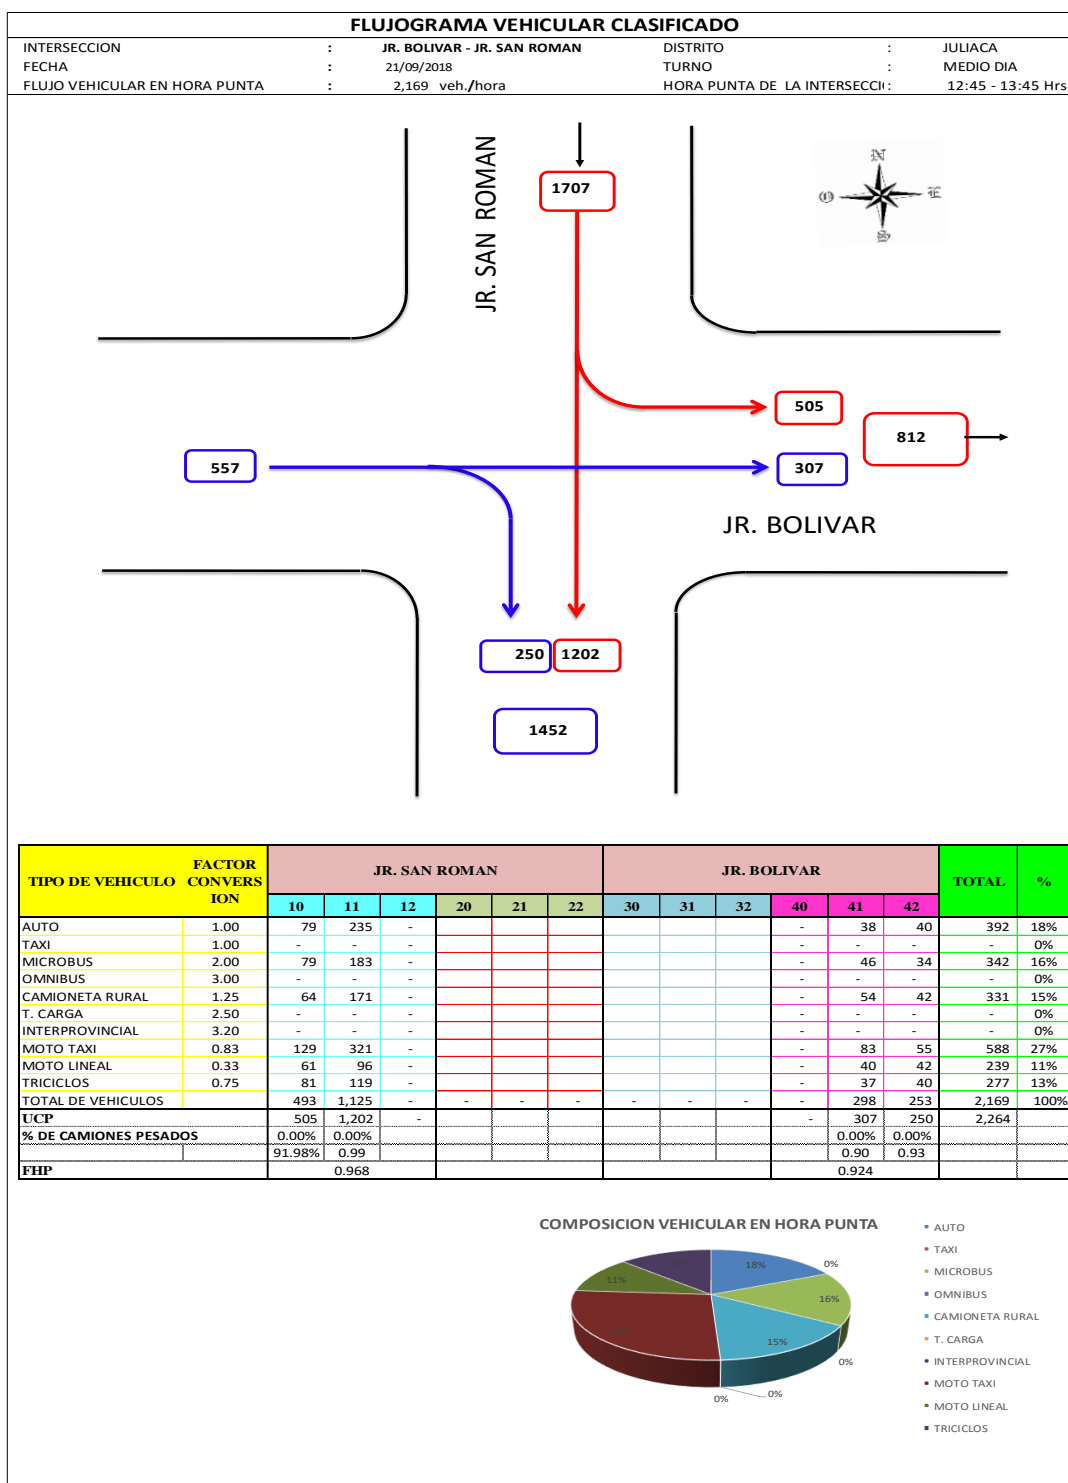 FLUJOGRAMA VEHICULAR CLASIFICADO
INTERSECCION : JR. BOLIVAR - JR. SAN ROMAN DISTRITO : JULIACA
FECHA : 21/09/2018 TURNO : MEDIO DIA
FLUJO VEHICULAR EN HORA PUNTA : 2,169 veh./hora HORA PUNTA DE LA INTERSECCI : 12:45 - 13:45 Hrs
JR. SAN ROMAN
1707
N
O E
S
505
812
557
307
JR. BOLIVAR
250 1202
1452
TIPO DE VEHICULO FACTOR CONVERSION JR. SAN ROMAN JR. BOLIVAR TOTAL %
10 11 12 20 21 22 30 31 32 40 41 42
AUTO 1.00 79 235 - - 38 40 392 18%
TAXI 1.00 - - - - - - - 0%
MICROBUS 2.00 79 183 - - 46 34 342 16%
OMNIBUS 3.00 - - - - - - - 0%
CAMIONETA RURAL 1.25 64 171 - - 54 42 331 15%
T. CARGA 2.50 - - - - - - - 0%
INTERPROVINCIAL 3.20 - - - - - - - 0%
MOTO TAXI 0.83 129 321 - - 83 55 588 27%
MOTO LINEAL 0.33 61 96 - - 40 42 239 11%
TRICICLOS 0.75 81 119 - - 37 40 277 13%
TOTAL DE VEHICULOS 493 1,125 - - - - - - - - 298 253 2,169 100%
UCP 505 1,202 - - 307 250 2,264
% DE CAMIONES PESADOS 0.00% 0.00% 0.00% 0.00%
91.98% 0.99 0.90 0.93
FHP 0.968 0.924
COMPOSICION VEHICULAR EN HORA PUNTA
18%
0%
16%
0%
15%
0%
0%
11%
AUTO
TAXI
MICROBUS
OMNIBUS
CAMIONETA RURAL
T. CARGA
INTERPROVINCIAL
MOTO TAXI
MOTO LINEAL
TRICICLOS